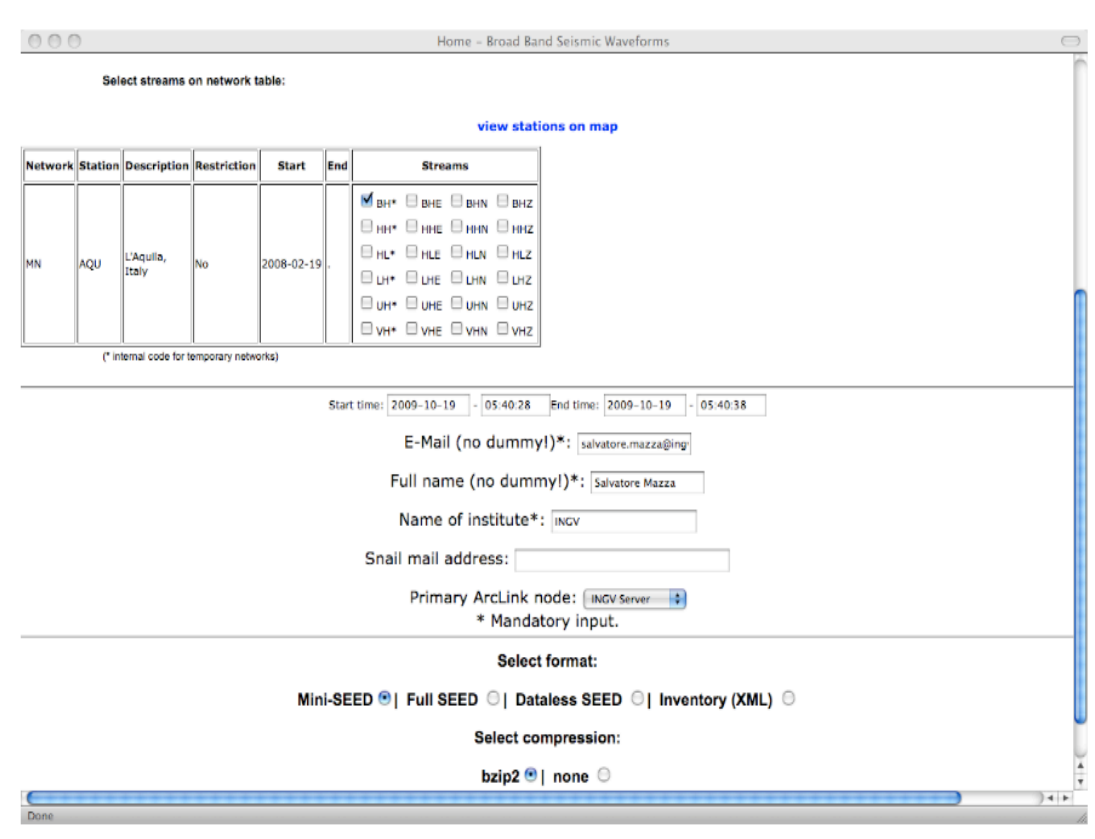 Home - Broad Band Seismic Waveforms
Select streams on network table:
view stations on map
Network Station Description Restriction Start End Streams
BH* BHE BHN BHZ
HH* HHE HHN HHZ
HL* HLE HLN HLZ
MN AQU L'Aquila, Italy No 2008-02-19 .
LH* LHE LHN LHZ
UH* UHE UHN UHZ
VH* VHE VHN VHZ
(* internal code for temporary networks)
Start time: 2009-10-19 - 05:40:28 End time: 2009-10-19 - 05:40:38
E-Mail (no dummy!)*: salvatore.mazza@ing
Full name (no dummy!)*: Salvatore Mazza
Name of institute*: INGV
Snail mail address:
Primary ArcLink node: INGV Server
* Mandatory input.
Select format:
Mini-SEED | Full SEED | Dataless SEED | Inventory (XML)
Select compression:
bzip2 | none
Done